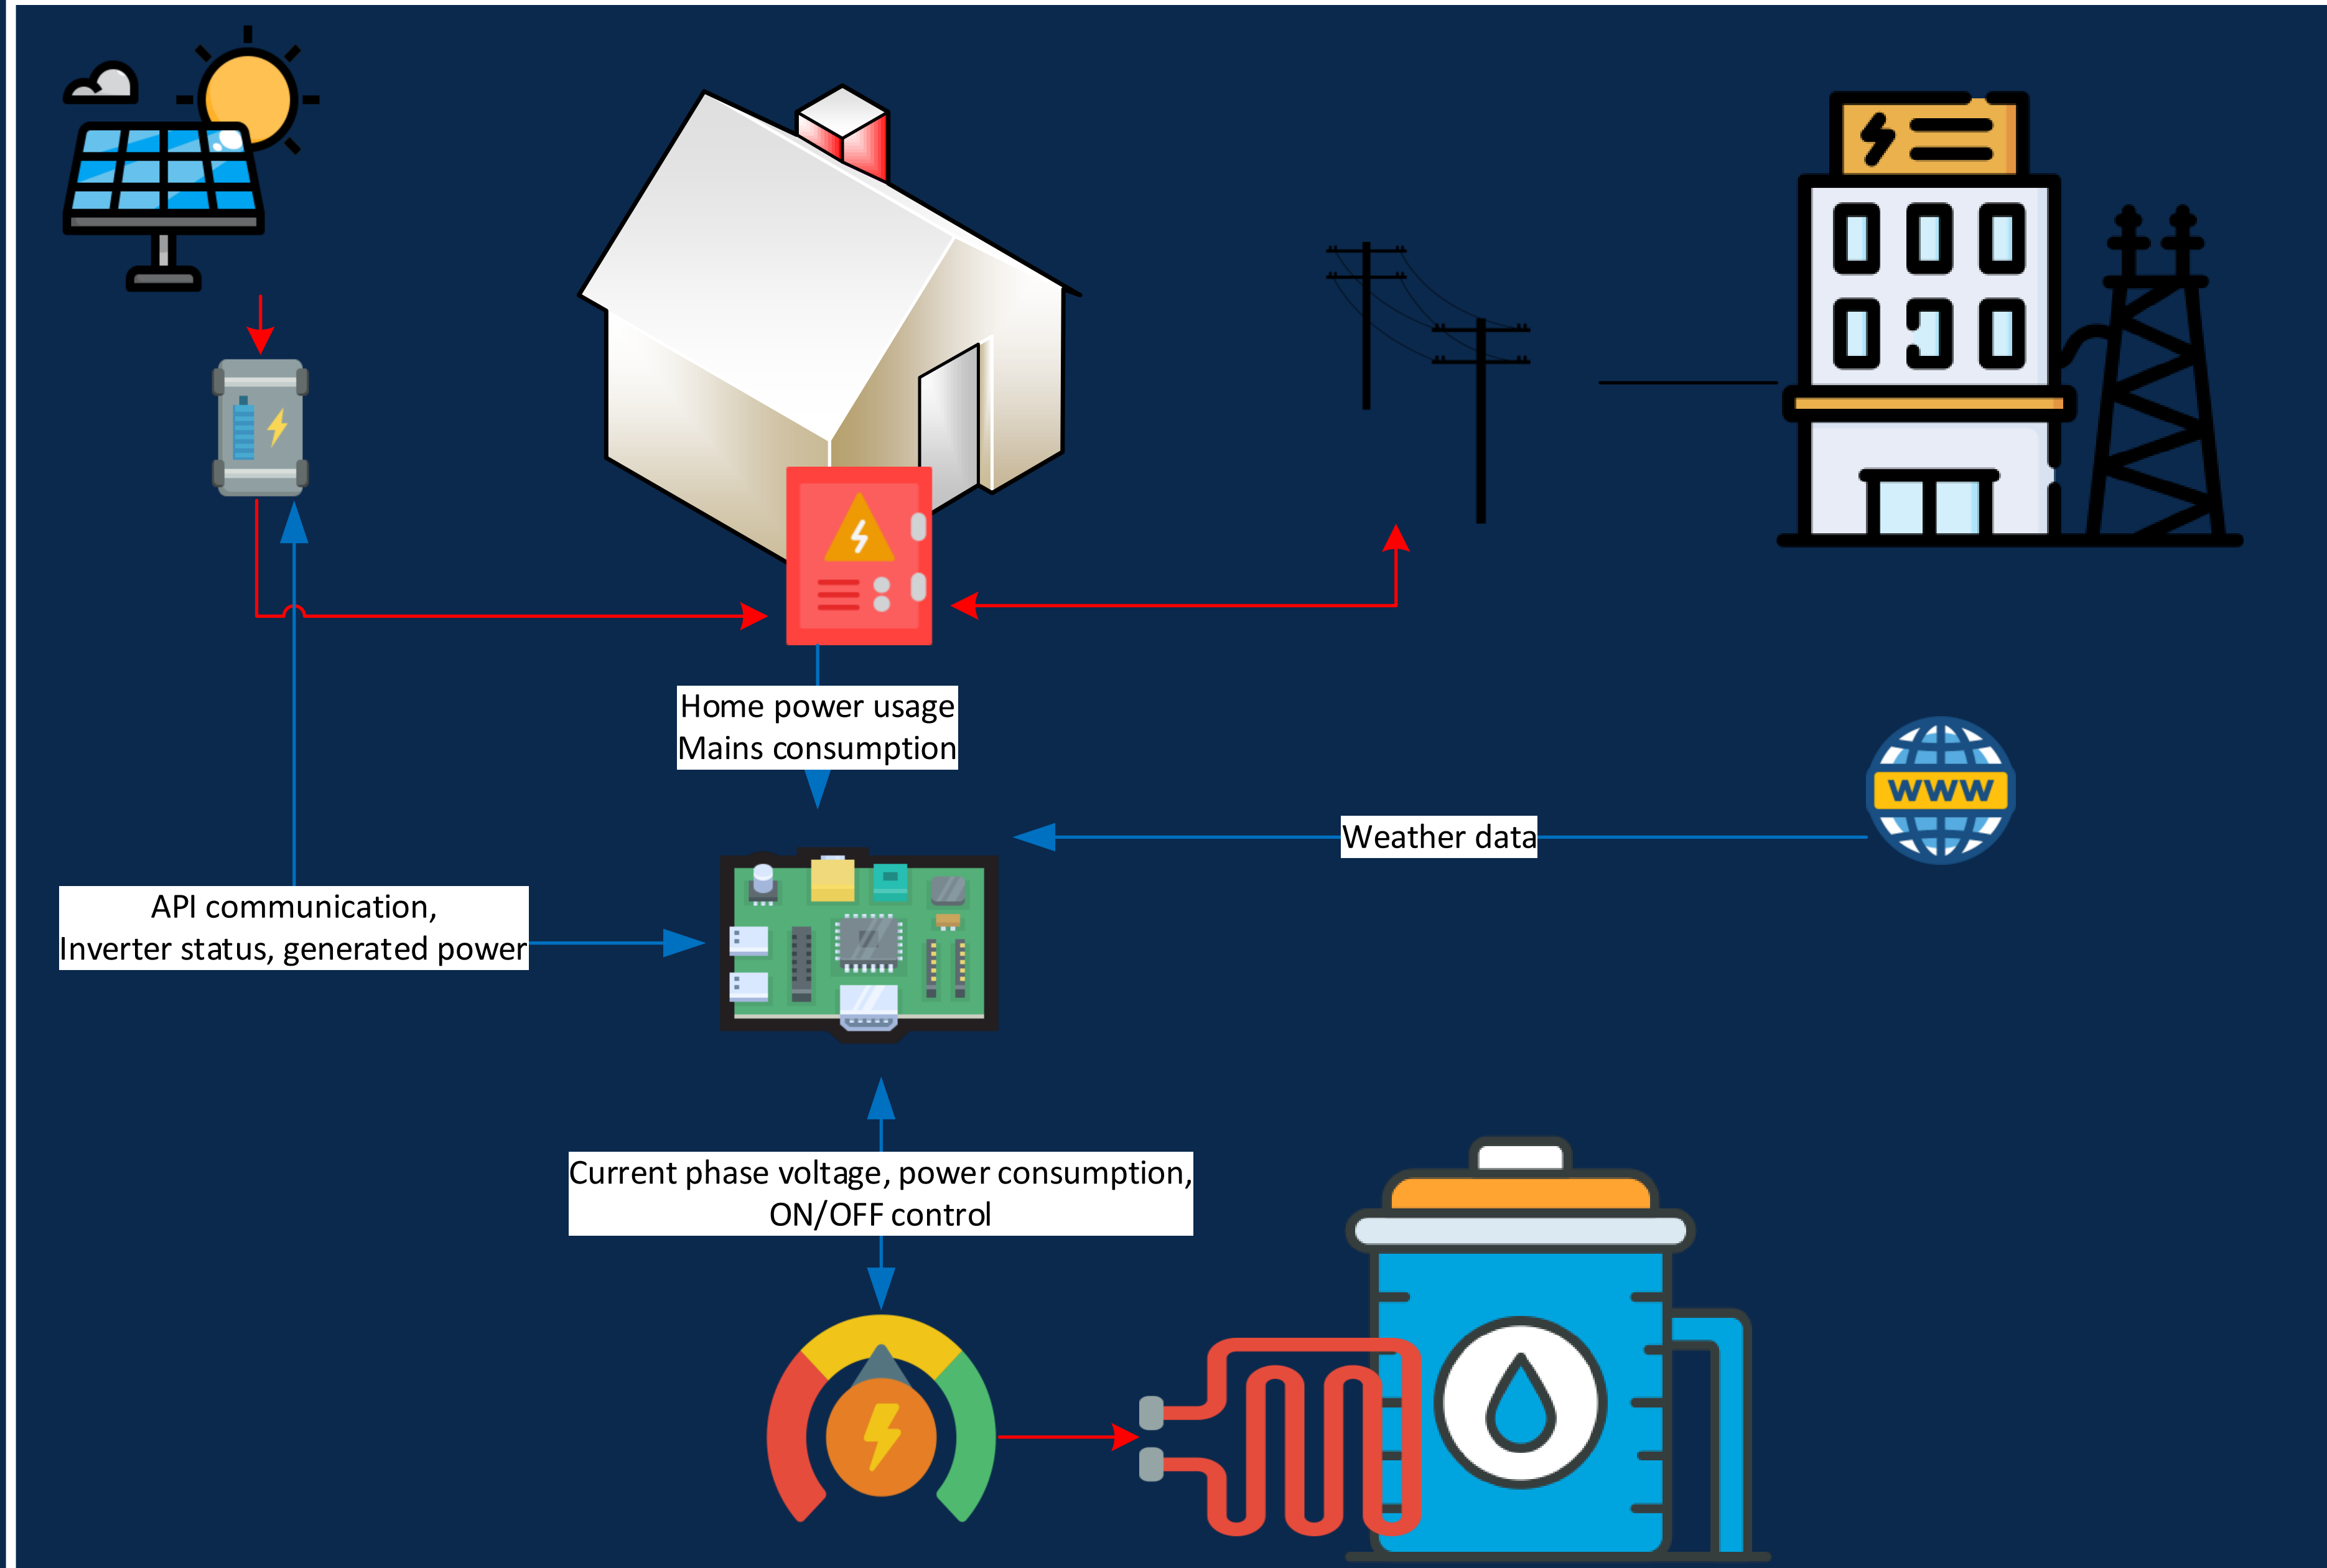 Home power usage
Mains consumption
WWW
Weather data
API communication,
Inverter status, generated power
Current phase voltage, power consumption,
ON/OFF control